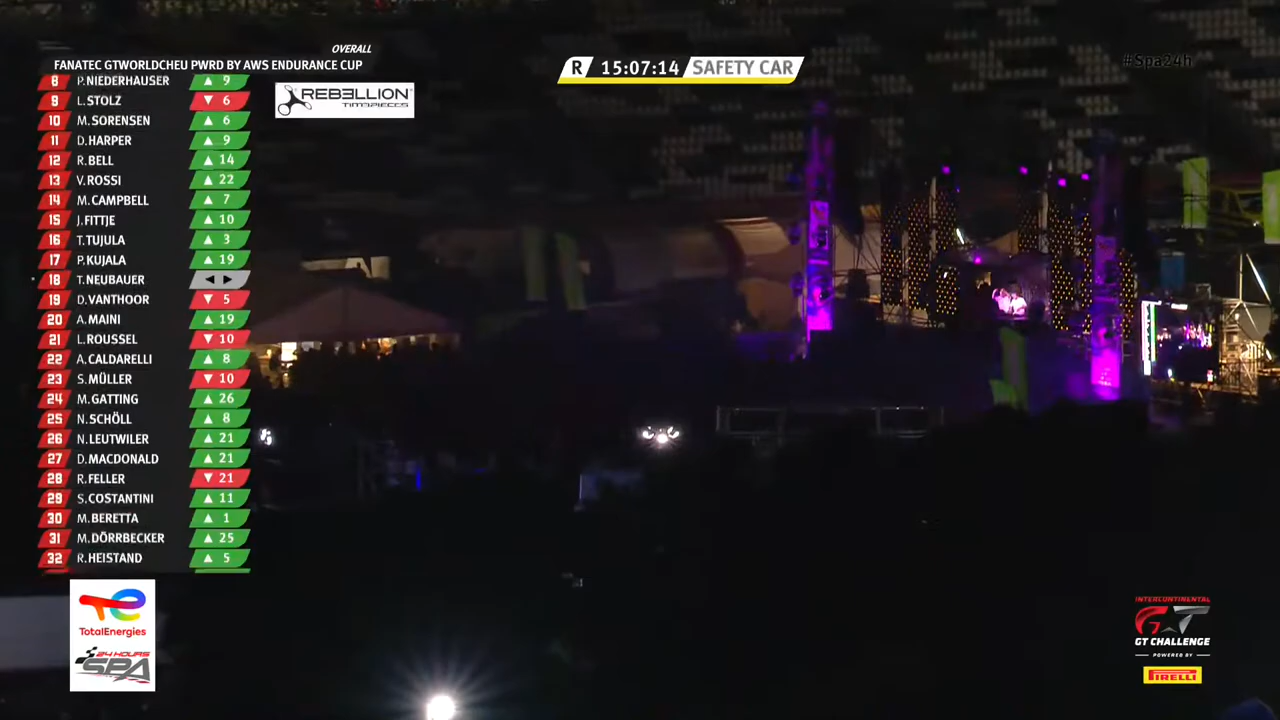 OVERALL
FANATEC GTWORLDCHEU PWRD BY AWS ENDURANCE CUP
8 P.NIEDERHAUSER ▲ 9
9 L.STOLZ ▼ 6
10 M.SORENSEN ▲ 6
11 D.HARPER ▲ 9
12 R.BELL ▲ 14
13 V.ROSSI ▲ 22
14 M.CAMPBELL ▲ 7
15 J.FITTJE ▲ 10
16 T.TUJULA ▲ 3
17 P.KUJALA ▲ 19
18 T.NEUBAUER ◀ ▶
19 D.VANTHOOR ▼ 5
20 A.MAINI ▲ 19
21 L.ROUSSEL ▼ 10
22 A.CALDARELLI ▲ 8
23 S.MÜLLER ▼ 10
24 M.GATTING ▲ 26
25 N.SCHÖLL ▲ 8
26 N.LEUTWILER ▲ 21
27 D.MACDONALD ▲ 21
28 R.FELLER ▼ 21
29 S.COSTANTINI ▲ 11
30 M.BERETTA ▲ 1
31 M.DÖRRBECKER ▲ 25
32 R.HEISTAND ▲ 5
REBELLION
TIMEPIECES
R 15:07:14 SAFETY CAR
#Spa24h
TotalEnergies
24 HOURS
SPA
INTERCONTINENTAL
GT
GT CHALLENGE
POWERED BY
PIRELLI